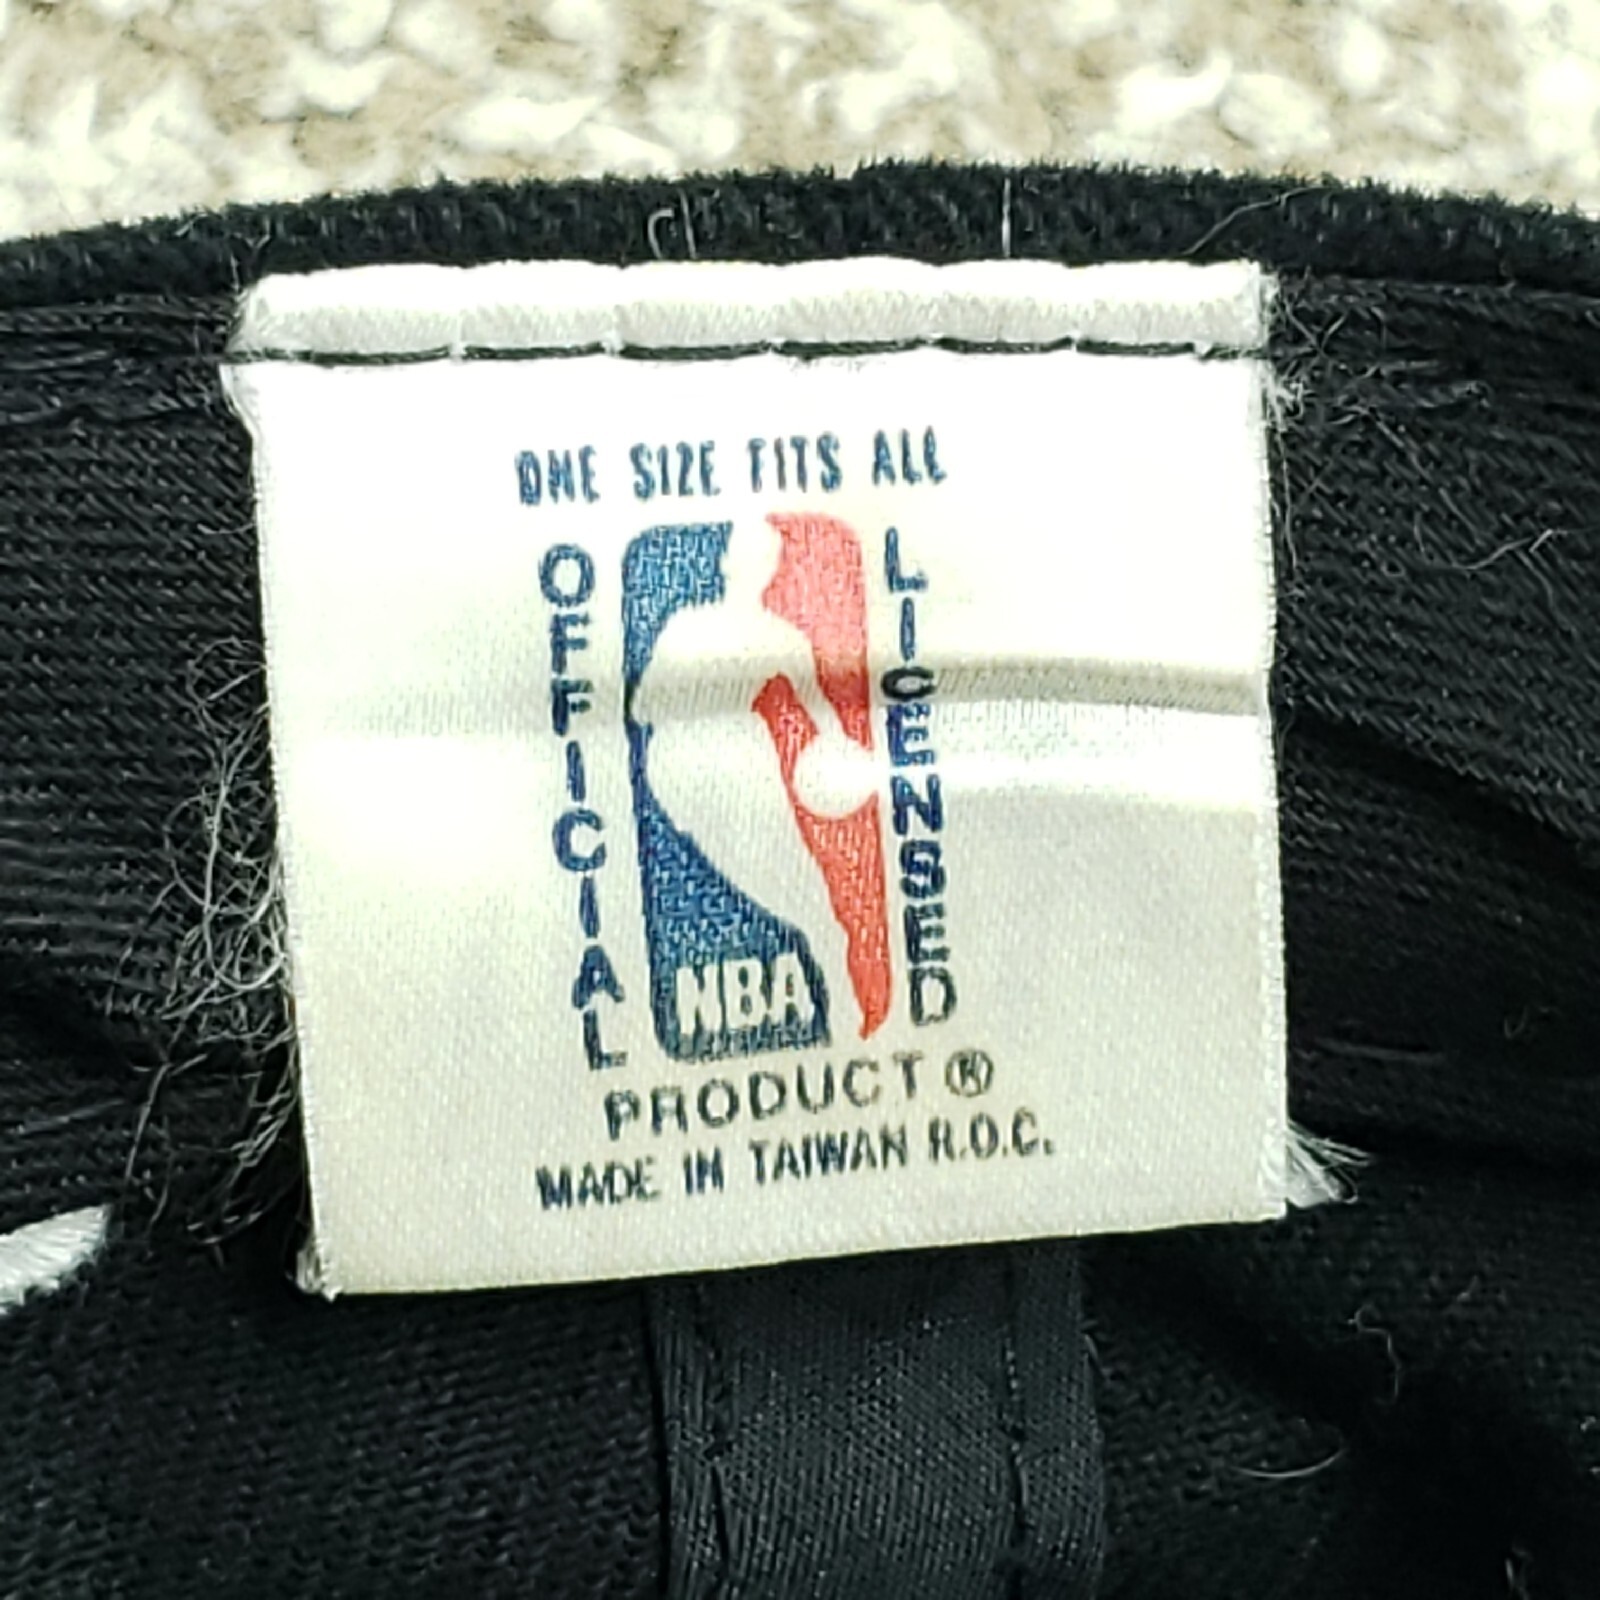 ONE SIZE FITS ALL
OFFICIAL
LICENSED
NBA
PRODUCT ®
MADE IN TAIWAN R.O.C.